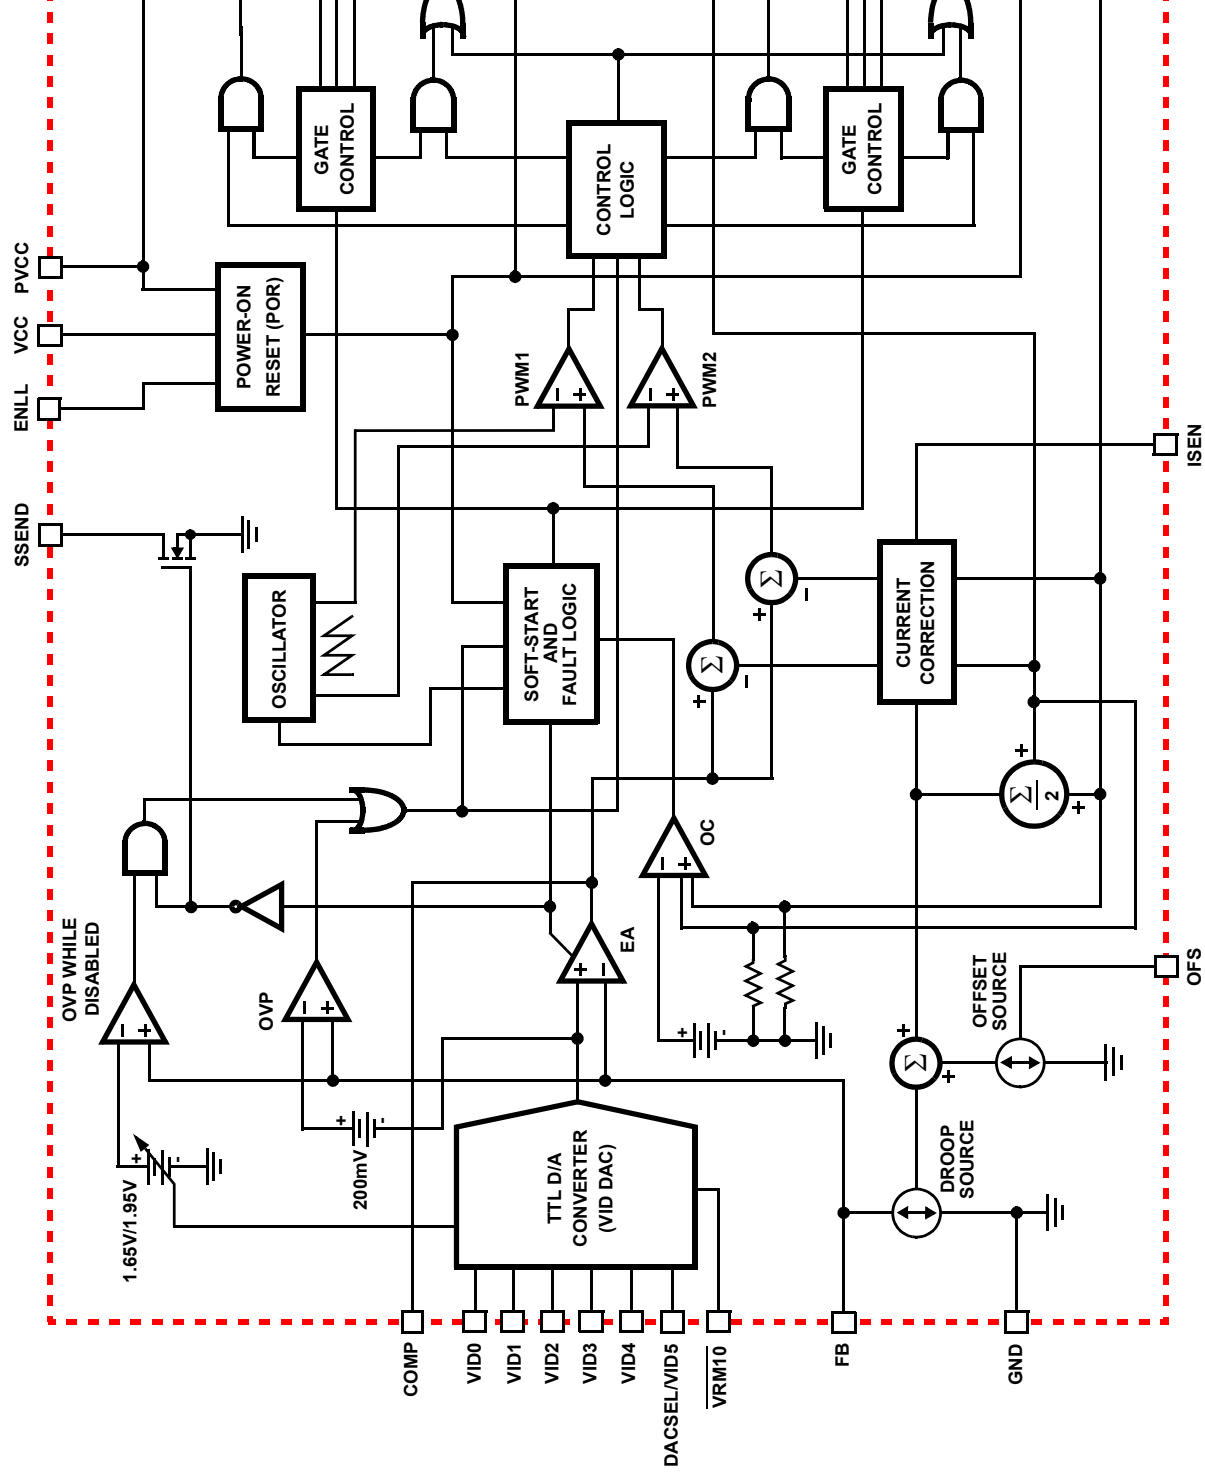 PVCC
VCC
ENLL
SSEND
GATE
CONTROL
CONTROL
LOGIC
GATE
CONTROL
POWER-ON
RESET (POR)
PWM1
PWM2
− +
− +
ISEN
OSCILLATOR
SOFT-START
AND
FAULT LOGIC
Σ
+
−
Σ
+
−
CURRENT
CORRECTION
Σ
2
+
+
OVP WHILE
DISABLED
− +
OVP
− +
EA
+ −
OC
− + +
+ -
OFS
OFFSET
SOURCE
Σ
+
+
DROOP
SOURCE
1.65V/1.95V
+ -
200mV
+ -
TTL D/A
CONVERTER
(VID DAC)
COMP
VID0
VID1
VID2
VID3
VID4
DACSEL/VID5
VRM10
FB
GND